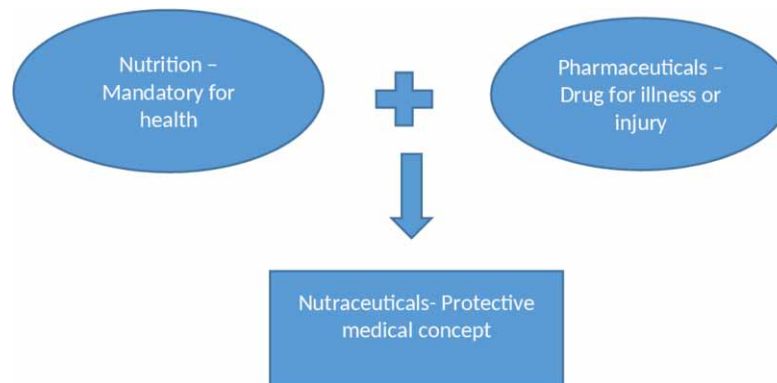 Nutrition –
Mandatory for
health
Pharmaceuticals –
Drug for illness or
injury
Nutraceuticals- Protective
medical concept